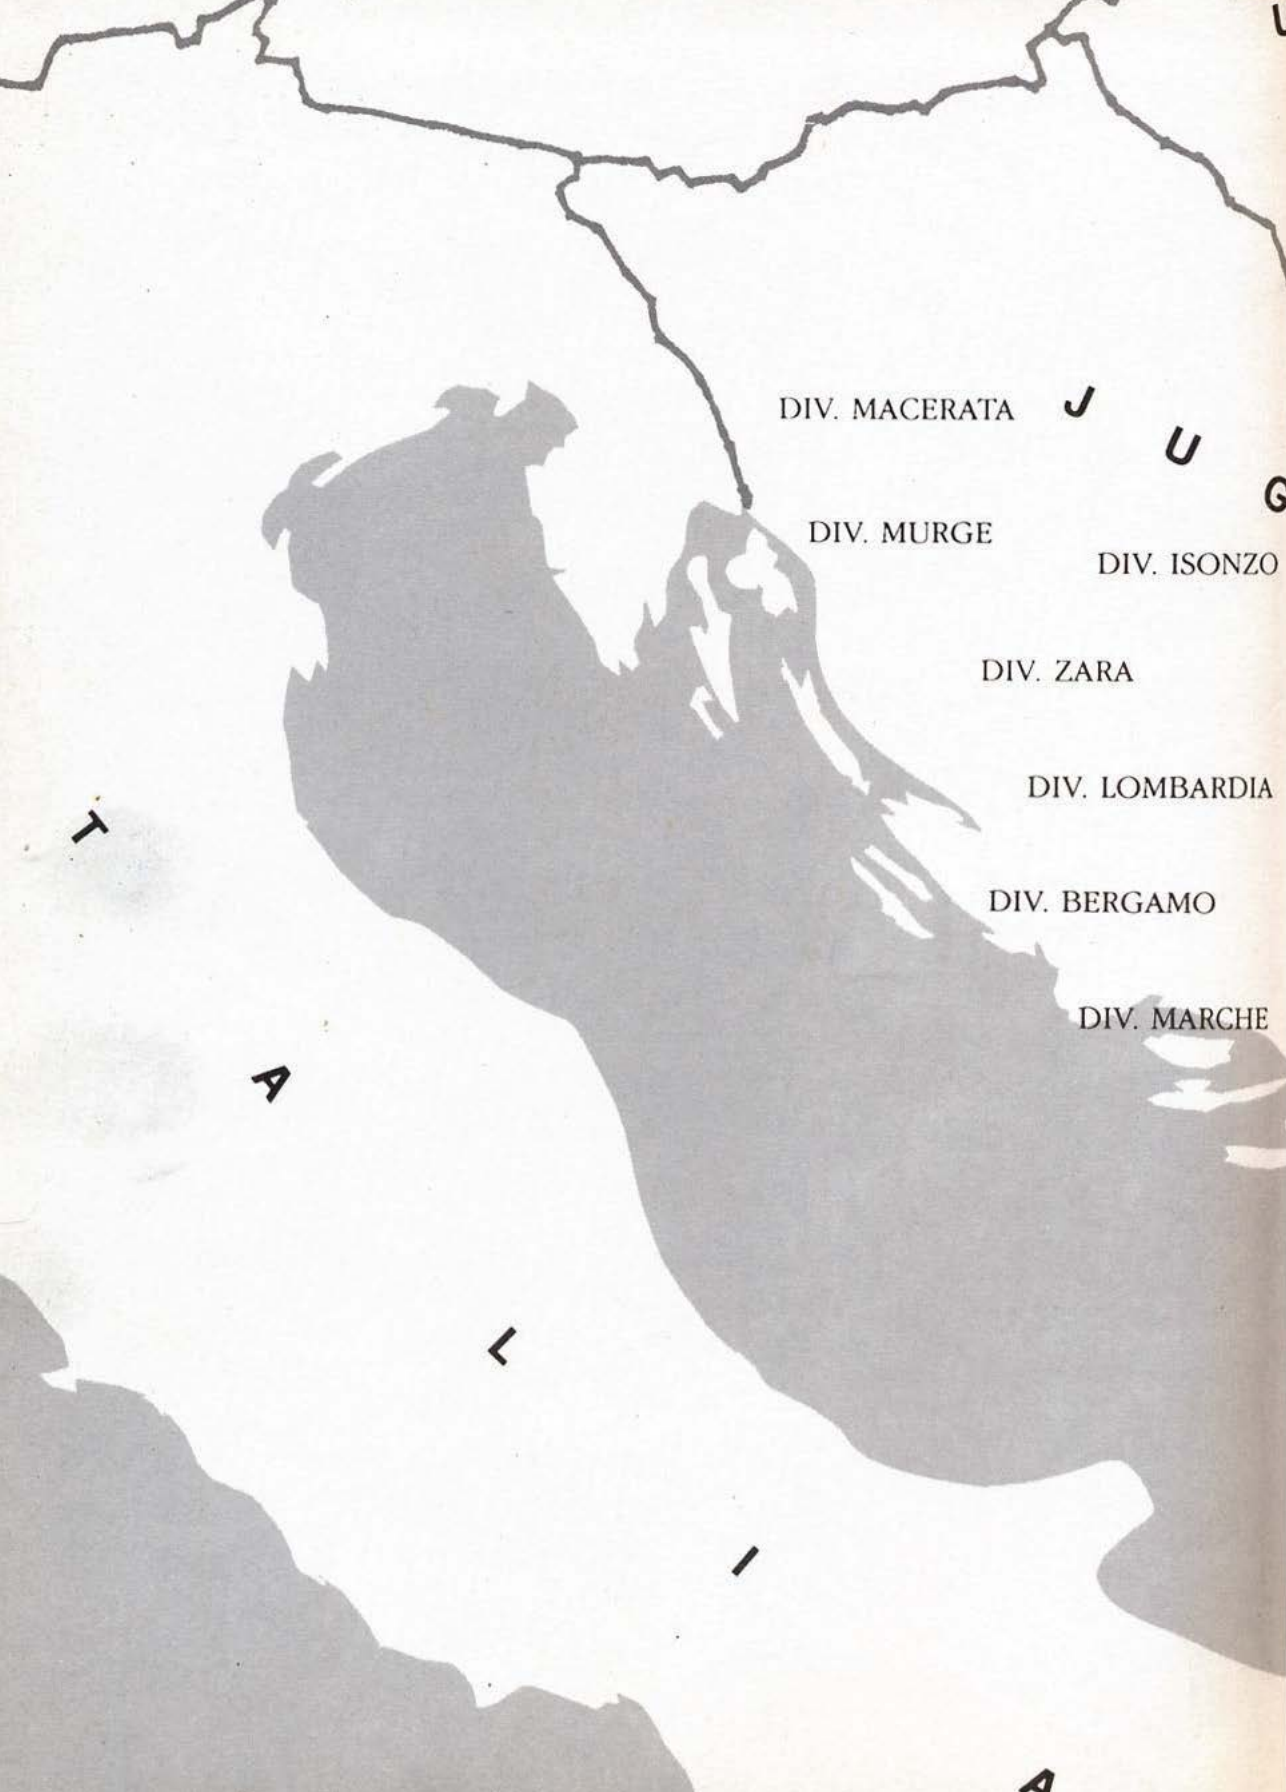 DIV. MACERATA
J
U
G
DIV. MURGE
DIV. ISONZO
DIV. ZARA
DIV. LOMBARDIA
T
DIV. BERGAMO
DIV. MARCHE
A
L
I
A